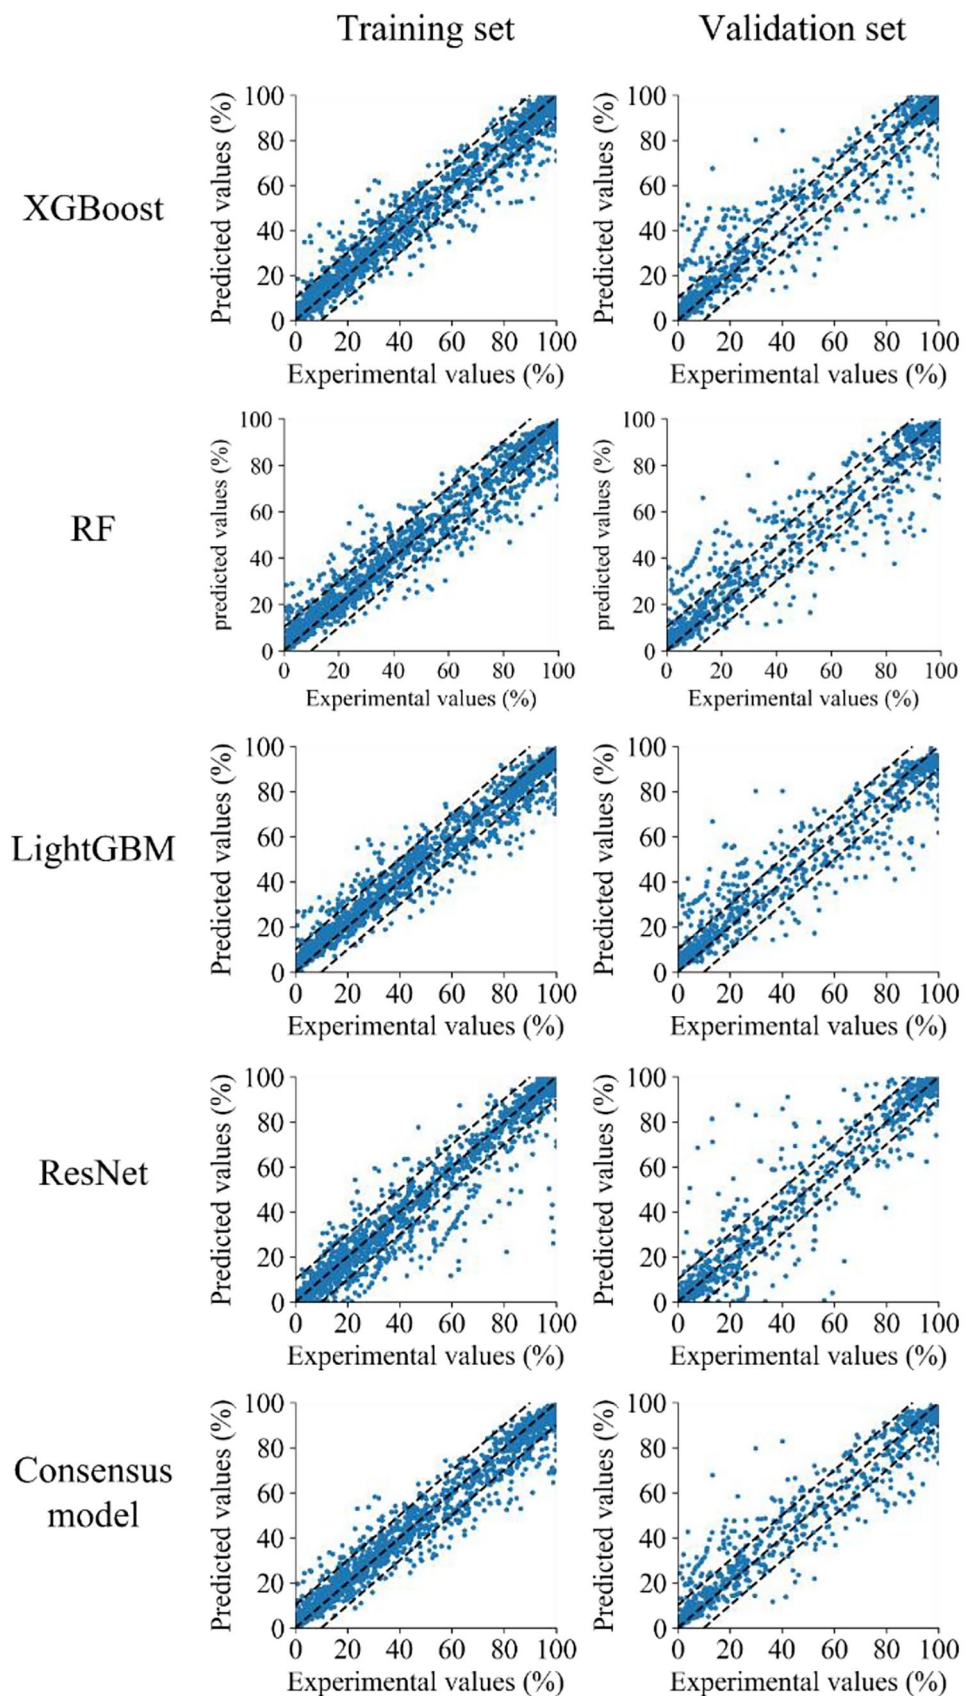 Training set
Validation set
XGBoost
Predicted values (%)
100
80
60
40
20
0
0 20 40 60 80 100
Experimental values (%)
Predicted values (%)
100
80
60
40
20
0
0 20 40 60 80 100
Experimental values (%)
RF
predicted values (%)
100
80
60
40
20
0
0 20 40 60 80 100
Experimental values (%)
predicted values (%)
100
80
60
40
20
0
0 20 40 60 80 100
Experimental values (%)
LightGBM
Predicted values (%)
100
80
60
40
20
0
0 20 40 60 80 100
Experimental values (%)
Predicted values (%)
100
80
60
40
20
0
0 20 40 60 80 100
Experimental values (%)
ResNet
Predicted values (%)
100
80
60
40
20
0
0 20 40 60 80 100
Experimental values (%)
Predicted values (%)
100
80
60
40
20
0
0 20 40 60 80 100
Experimental values (%)
Consensus
model
Predicted values (%)
100
80
60
40
20
0
0 20 40 60 80 100
Experimental values (%)
Predicted values (%)
100
80
60
40
20
0
0 20 40 60 80 100
Experimental values (%)